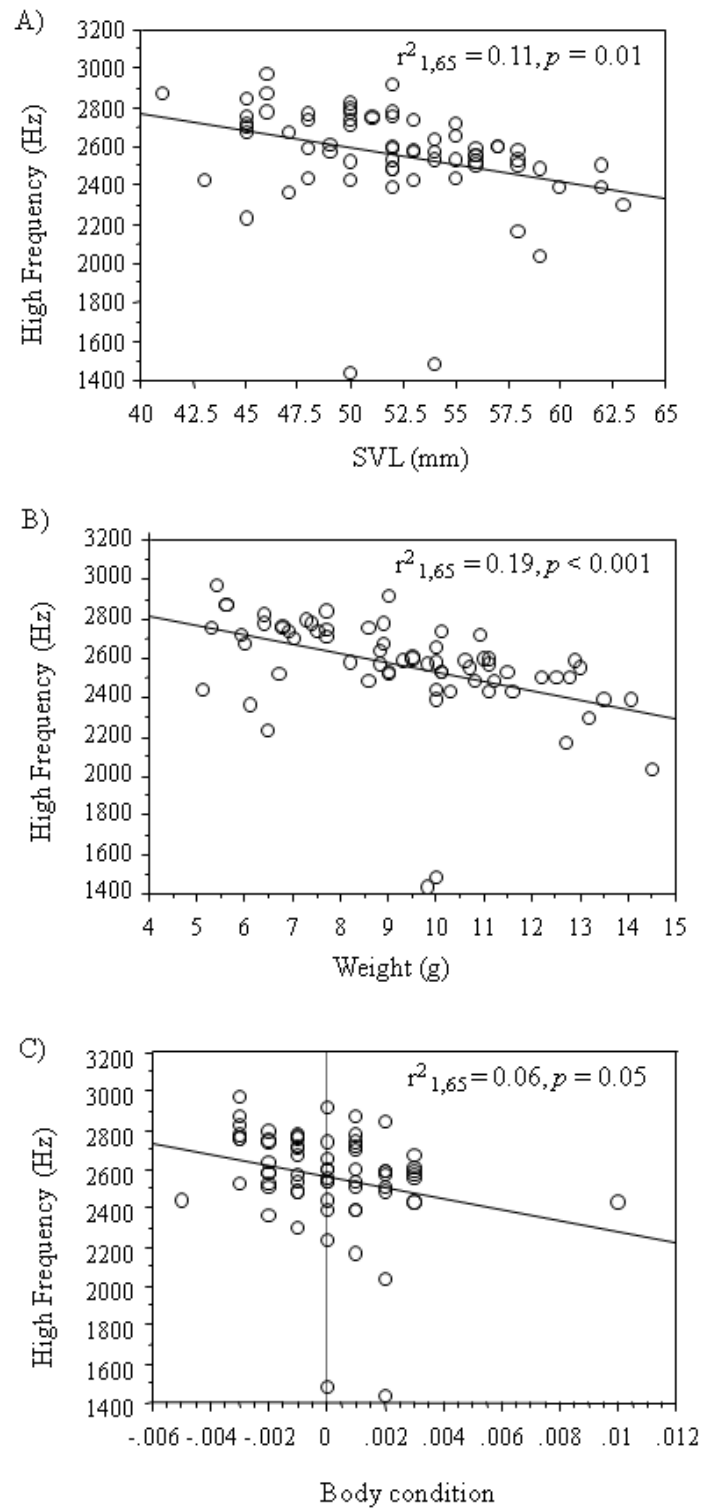 A)
r²1,65 = 0.11, p = 0.01
High Frequency (Hz)
3200
3000
2800
2600
2400
2200
2000
1800
1600
1400
40 42.5 45 47.5 50 52.5 55 57.5 60 62.5 65
SVL (mm)
B)
r²1,65 = 0.19, p < 0.001
High Frequency (Hz)
3200
3000
2800
2600
2400
2200
2000
1800
1600
1400
4 5 6 7 8 9 10 11 12 13 14 15
Weight (g)
C)
r²1,65 = 0.06, p = 0.05
High Frequency (Hz)
3200
3000
2800
2600
2400
2200
2000
1800
1600
1400
-.006 -.004 -.002 0 .002 .004 .006 .008 .01 .012
Body condition